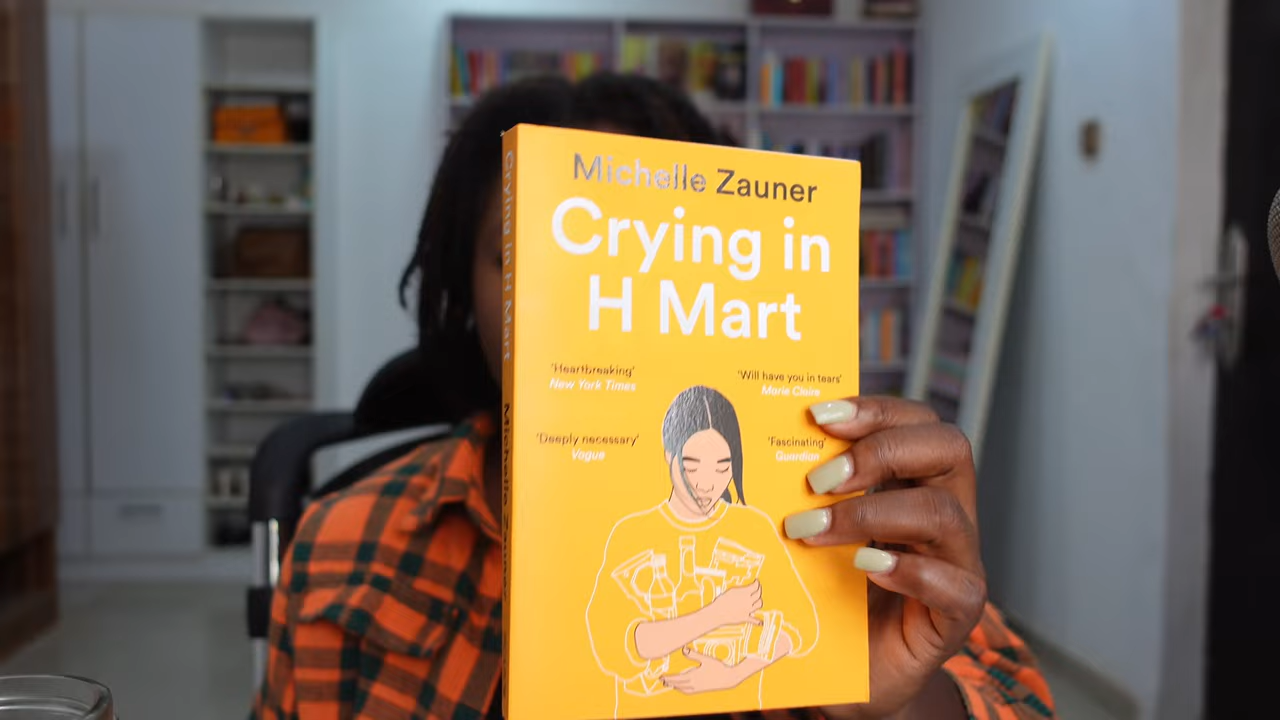 Michelle Zauner
Crying in
H Mart
'Heartbreaking'
New York Times
'Will have you in tears'
Marie Claire
'Deeply necessary'
Vogue
'Fascinating'
Guardian
Crying in H Mart Michelle Zauner